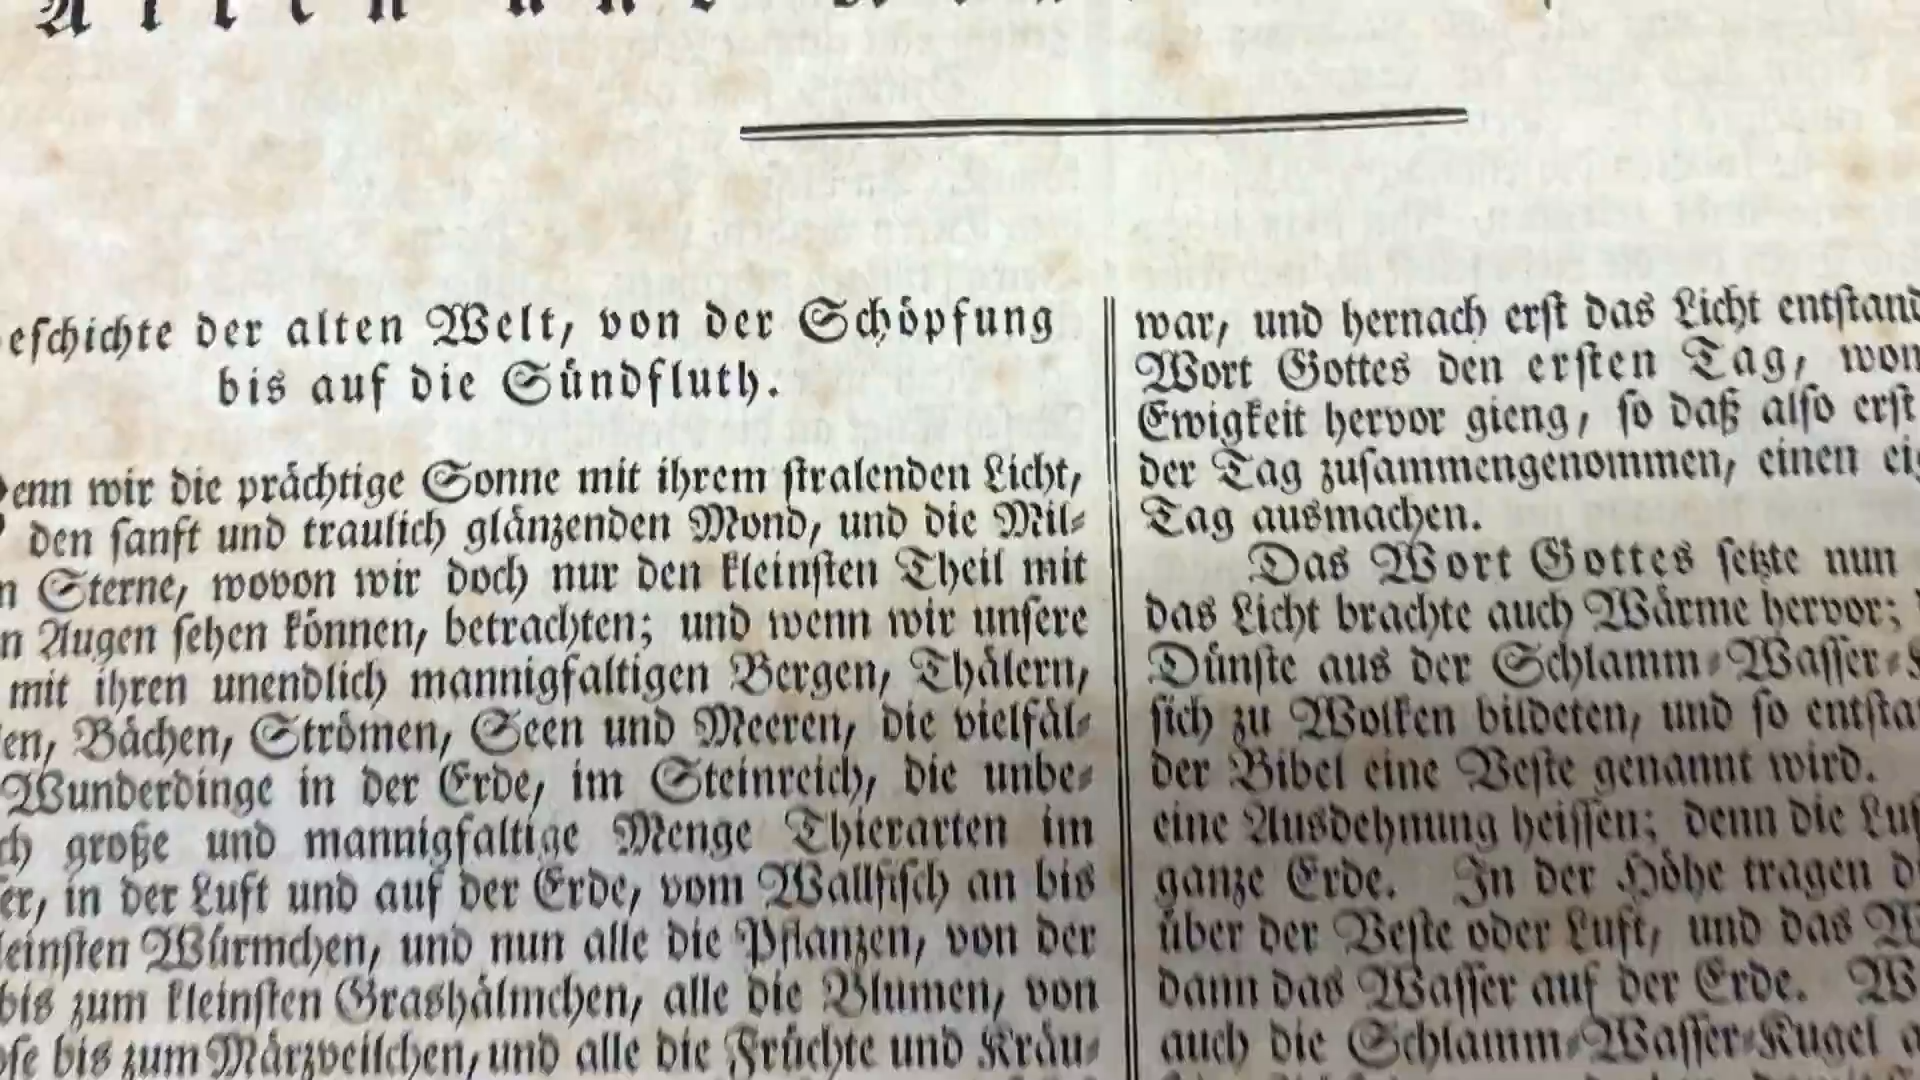 Alten und
eschichte der alten Welt, von der Schöpfung
bis auf die Sündfluth.
enn wir die prächtige Sonne mit ihrem stralenden Licht,
den sanft und traulich glänzenden Mond, und die Mil-
n Sterne, wovon wir doch nur den kleinsten Theil mit
n Augen sehen können, betrachten; und wenn wir unsere
mit ihren unendlich mannigfaltigen Bergen, Thälern,
en, Bächen, Strömen, Seen und Meeren, die vielfäl-
Wunderdinge in der Erde, im Steinreich, die unbe-
ch große und mannigfaltige Menge Thierarten im
er, in der Luft und auf der Erde, vom Wallfisch an bis
leinsten Würmchen, und nun alle die Pflanzen, von der
bis zum kleinsten Grashälmchen, alle die Blumen, von
ose bis zum Märzveilchen, und alle die Früchte und Kräu-
war, und hernach erst das Licht entstand
Wort Gottes den ersten Tag, won
Ewigkeit hervor gieng, so daß also erst
der Tag zusammengenommen, einen eig
Tag ausmachen.
Das Wort Gottes setzte nun
das Licht brachte auch Wärme hervor;
Dünste aus der Schlamm-Wasser-K
sich zu Wolken bildeten, und so entsta
der Bibel eine Veste genannt wird.
eine Ausdehnung heissen; denn die Luf
ganze Erde. In der Höhe tragen d
über der Veste oder Luft, und das W
dann das Wasser auf der Erde. W
auch die Schlamm-Wasser-Kugel a